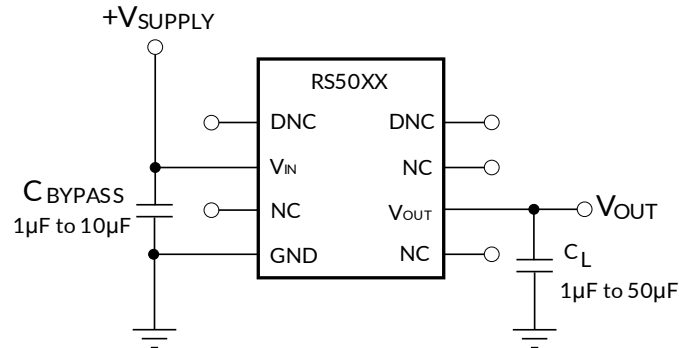 +VSUPPLY
RS50XX
DNC DNC
VIN NC
CBYPASS
1µF to 10µF
NC VOUT VOUT
GND NC
CL
1µF to 50µF